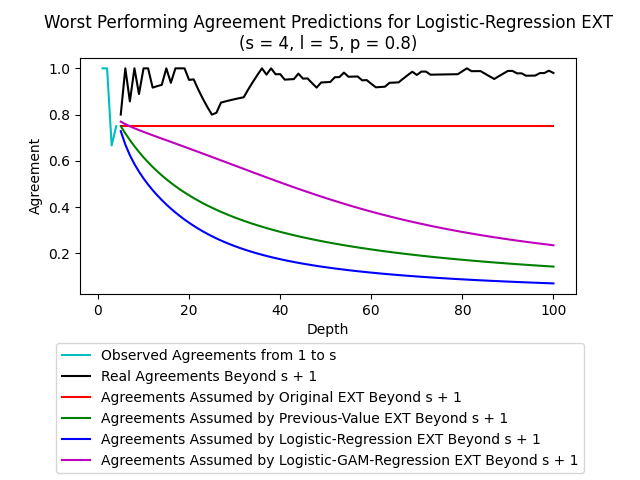 Worst Performing Agreement Predictions for Logistic-Regression EXT
(s = 4, l = 5, p = 0.8)
1.0
0.8
0.6
0.4
0.2
Agreement
0
20
40
60
80
100
Depth
Observed Agreements from 1 to s
Real Agreements Beyond s + 1
Agreements Assumed by Original EXT Beyond s + 1
Agreements Assumed by Previous-Value EXT Beyond s + 1
Agreements Assumed by Logistic-Regression EXT Beyond s + 1
Agreements Assumed by Logistic-GAM-Regression EXT Beyond s + 1